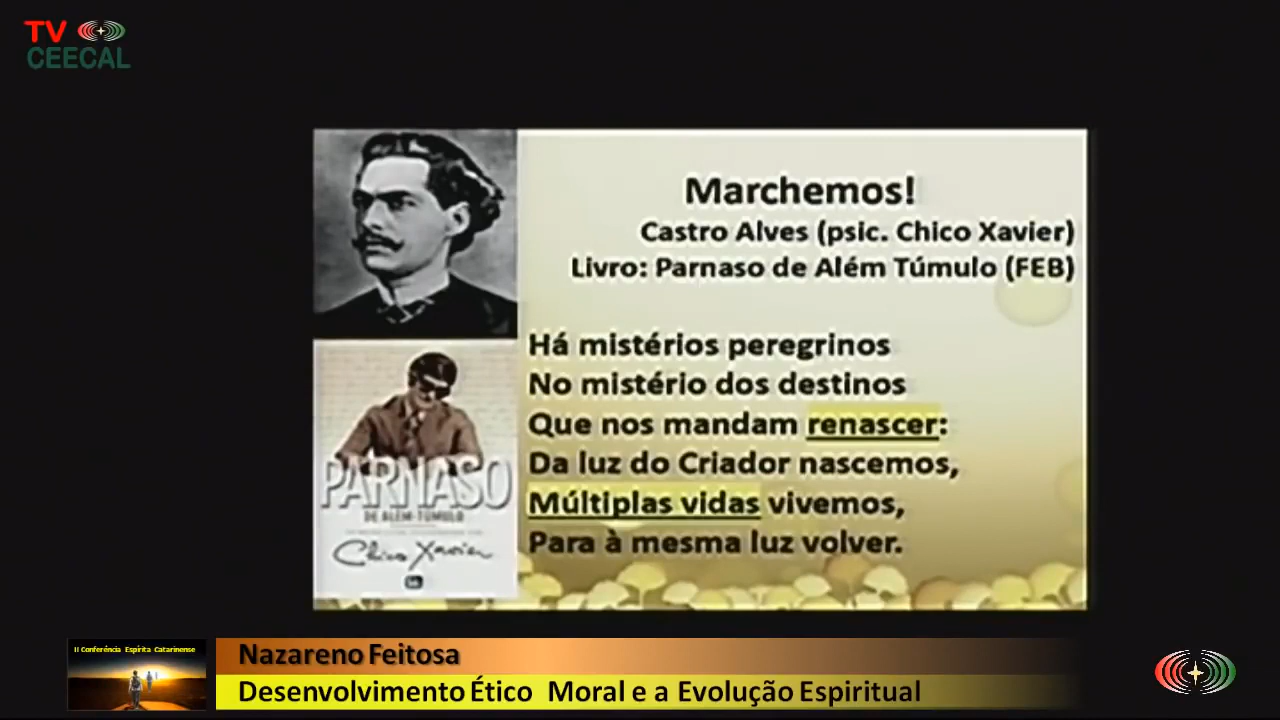 TV
CEECAL
Marchemos!
Castro Alves (psic. Chico Xavier)
Livro: Parnaso de Além Túmulo (FEB)
Há mistérios peregrinos
No mistério dos destinos
Que nos mandam renascer:
Da luz do Criador nascemos,
Múltiplas vidas vivemos,
Para à mesma luz volver.
PARNASO
DE ALÉM-TÚMULO
Chico Xavier
II Conferência Espírita Catarinense
Nazareno Feitosa
Desenvolvimento Ético Moral e a Evolução Espiritual